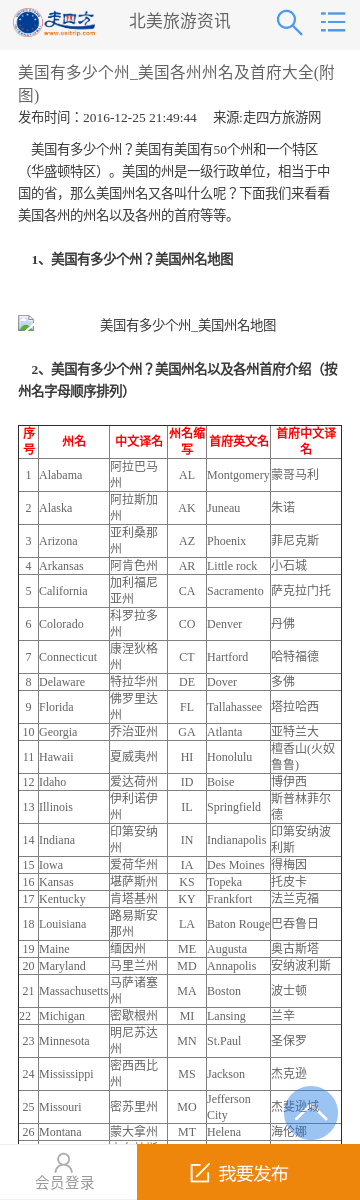 走四方
www.usitrip.com
北美旅游资讯
美国有多少个州_美国各州州名及首府大全(附
图)
发布时间：2016-12-25 21:49:44 来源:走四方旅游网
美国有多少个州？美国有美国有50个州和一个特区
（华盛顿特区）。美国的州是一级行政单位，相当于中
国的省，那么美国州名又各叫什么呢？下面我们来看看
美国各州的州名以及各州的首府等等。
1、美国有多少个州？美国州名地图
美国有多少个州_美国州名地图
2、美国有多少个州？美国州名以及各州首府介绍（按
州名字母顺序排列）
序号 州名 中文译名 州名缩写 首府英文名 首府中文译名
1 Alabama 阿拉巴马州 AL Montgomery 蒙哥马利
2 Alaska 阿拉斯加州 AK Juneau 朱诺
3 Arizona 亚利桑那州 AZ Phoenix 菲尼克斯
4 Arkansas 阿肯色州 AR Little rock 小石城
5 California 加利福尼亚州 CA Sacramento 萨克拉门托
6 Colorado 科罗拉多州 CO Denver 丹佛
7 Connecticut 康涅狄格州 CT Hartford 哈特福德
8 Delaware 特拉华州 DE Dover 多佛
9 Florida 佛罗里达州 FL Tallahassee 塔拉哈西
10 Georgia 乔治亚州 GA Atlanta 亚特兰大
11 Hawaii 夏威夷州 HI Honolulu 檀香山(火奴鲁鲁)
12 Idaho 爱达荷州 ID Boise 博伊西
13 Illinois 伊利诺伊州 IL Springfield 斯普林菲尔德
14 Indiana 印第安纳州 IN Indianapolis 印第安纳波利斯
15 Iowa 爱荷华州 IA Des Moines 得梅因
16 Kansas 堪萨斯州 KS Topeka 托皮卡
17 Kentucky 肯塔基州 KY Frankfort 法兰克福
18 Louisiana 路易斯安那州 LA Baton Rouge 巴吞鲁日
19 Maine 缅因州 ME Augusta 奥古斯塔
20 Maryland 马里兰州 MD Annapolis 安纳波利斯
21 Massachusetts 马萨诸塞州 MA Boston 波士顿
22 Michigan 密歇根州 MI Lansing 兰辛
23 Minnesota 明尼苏达州 MN St.Paul 圣保罗
24 Mississippi 密西西比州 MS Jackson 杰克逊
25 Missouri 密苏里州 MO Jefferson City 杰斐逊城
26 Montana 蒙大拿州 MT Helena 海伦娜
会员登录
我要发布